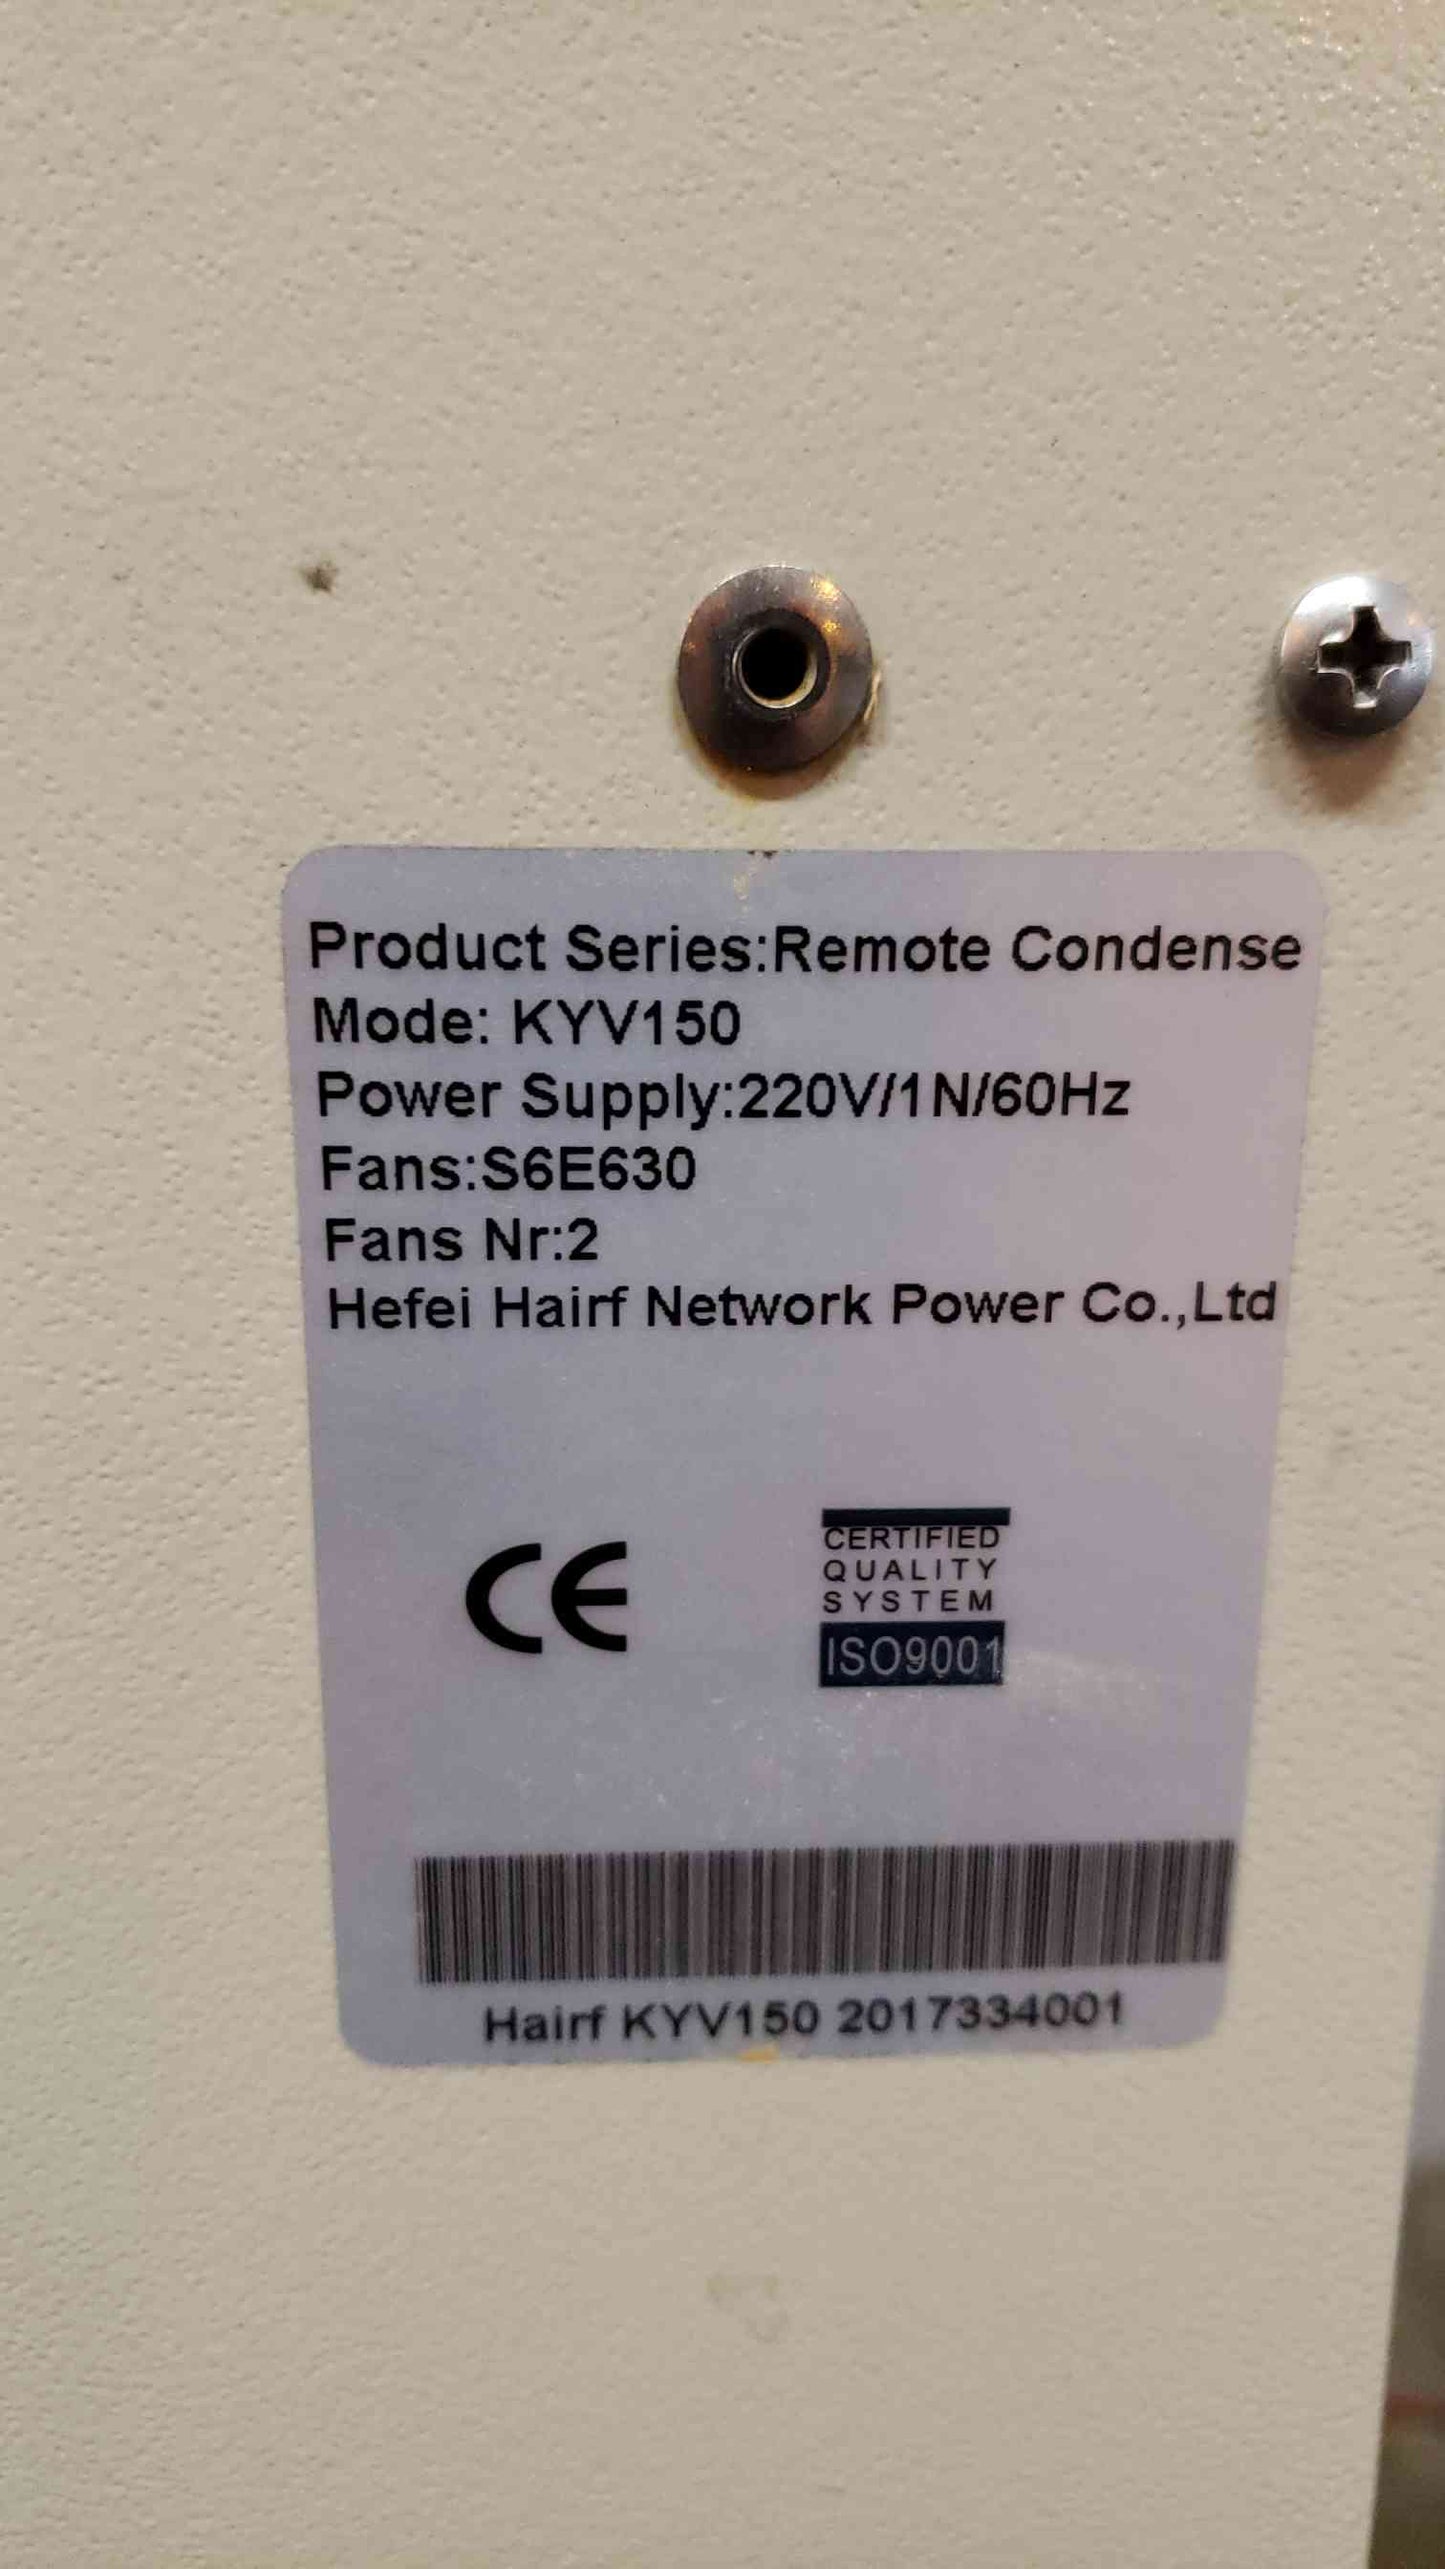 Product Series:Remote Condense
Mode: KYV150
Power Supply:220V/1N/60Hz
Fans:S6E630
Fans Nr:2
Hefei Hairf Network Power Co.,Ltd
CE
CERTIFIED
QUALITY
SYSTEM
ISO9001
Hairf KYV150 2017334001